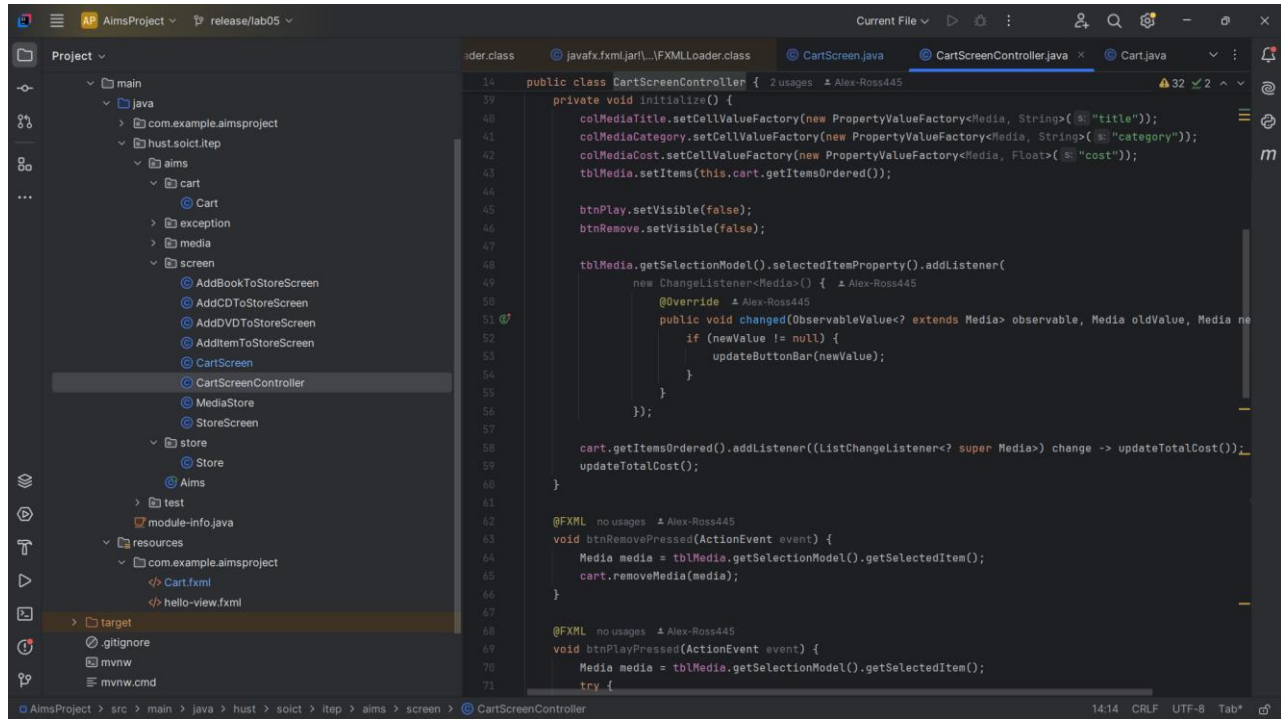 AP AimsProject release/lab05 Current File
Project
ader.class javafx.fxml.jar!\...\FXMLLoader.class CartScreen.java CartScreenController.java Cart.java
main
java
com.example.aimsproject
hust.soict.itep
aims
cart
Cart
exception
media
screen
AddBookToStoreScreen
AddCDToStoreScreen
AddDVDToStoreScreen
AddItemToStoreScreen
CartScreen
CartScreenController
MediaStore
StoreScreen
store
Store
Aims
test
module-info.java
resources
com.example.aimsproject
Cart.fxml
hello-view.fxml
target
.gitignore
mvnw
mvnw.cmd
14 public class CartScreenController { 2 usages Alex-Ross445 32 2
39 private void initialize() {
40 colMediaTitle.setCellValueFactory(new PropertyValueFactory<Media, String>( s: "title"));
41 colMediaCategory.setCellValueFactory(new PropertyValueFactory<Media, String>( s: "category"));
42 colMediaCost.setCellValueFactory(new PropertyValueFactory<Media, Float>( s: "cost"));
43 tblMedia.setItems(this.cart.getItemsOrdered());
44
45 btnPlay.setVisible(false);
46 btnRemove.setVisible(false);
47
48 tblMedia.getSelectionModel().selectedItemProperty().addListener(
49 new ChangeListener<Media>() { Alex-Ross445
50 @Override Alex-Ross445
51 public void changed(ObservableValue<? extends Media> observable, Media oldValue, Media ne
52 if (newValue != null) {
53 updateButtonBar(newValue);
54 }
55 }
56 });
57
58 cart.getItemsOrdered().addListener((ListChangeListener<? super Media>) change -> updateTotalCost());
59 updateTotalCost();
60 }
61
62 @FXML no usages Alex-Ross445
63 void btnRemovePressed(ActionEvent event) {
64 Media media = tblMedia.getSelectionModel().getSelectedItem();
65 cart.removeMedia(media);
66 }
67
68 @FXML no usages Alex-Ross445
69 void btnPlayPressed(ActionEvent event) {
70 Media media = tblMedia.getSelectionModel().getSelectedItem();
71 try {
m
AimsProject > src > main > java > hust > soict > itep > aims > screen > CartScreenController 14:14 CRLF UTF-8 Tab*